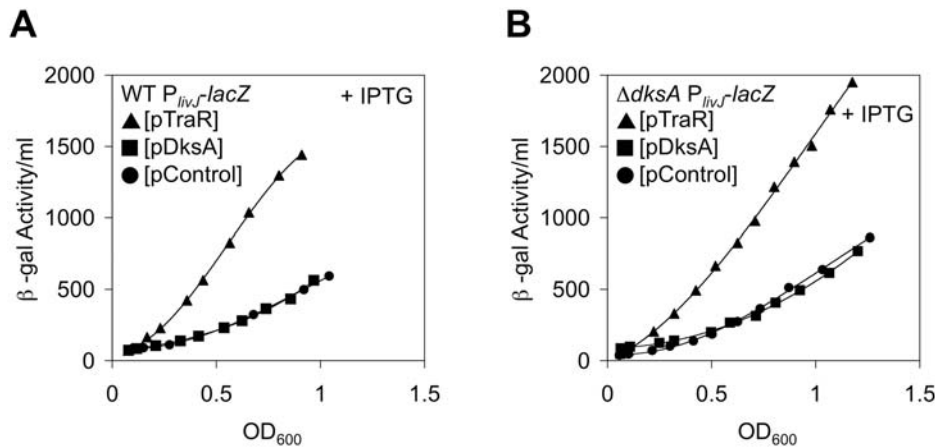 A
WT P_livJ-lacZ
+ IPTG
▲ [pTraR]
■ [pDksA]
● [pControl]
2000
1500
1000
500
0
β -gal Activity/ml
0 0.5 1 1.5
OD600
B
ΔdksA P_livJ-lacZ
▲ [pTraR]
+ IPTG
■ [pDksA]
● [pControl]
2000
1500
1000
500
0
β -gal Activity/ml
0 0.5 1 1.5
OD600